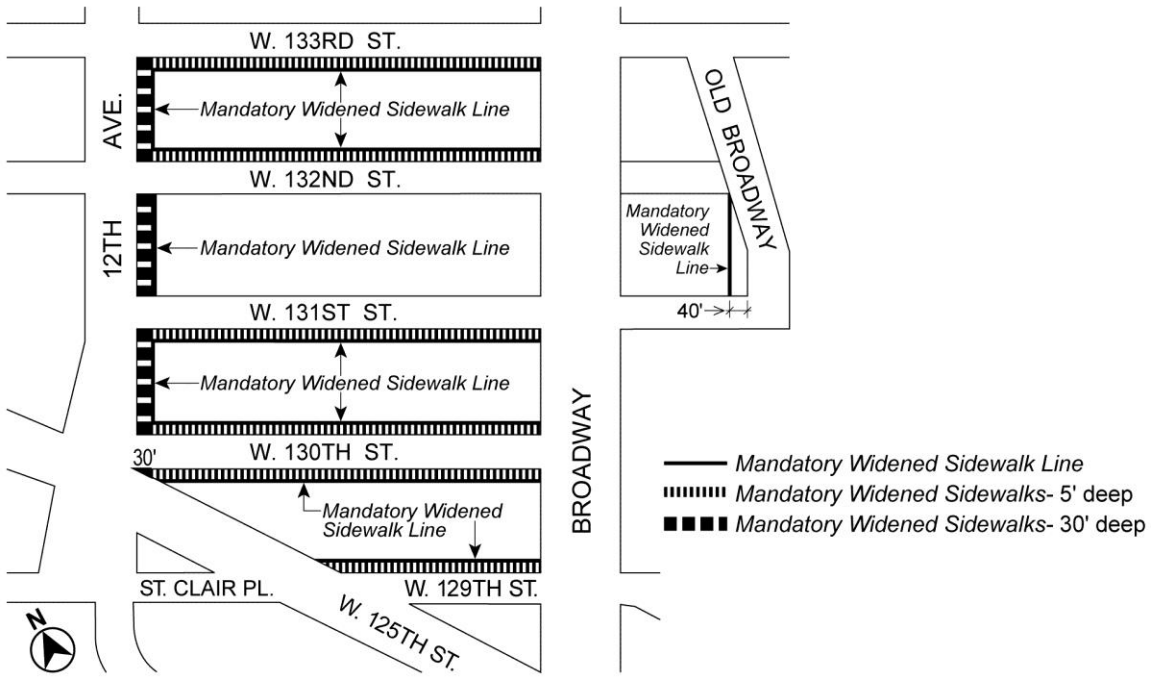 W. 133RD ST.
Mandatory Widened Sidewalk Line
W. 132ND ST.
12TH AVE.
OLD BROADWAY
Mandatory Widened Sidewalk Line
Mandatory
Widened
Sidewalk
Line
40'
W. 131ST ST.
Mandatory Widened Sidewalk Line
W. 130TH ST.
30'
Mandatory Widened
Sidewalk Line
BROADWAY
ST. CLAIR PL.
W. 129TH ST.
W. 125TH ST.
N
Mandatory Widened Sidewalk Line
Mandatory Widened Sidewalks- 5' deep
Mandatory Widened Sidewalks- 30' deep